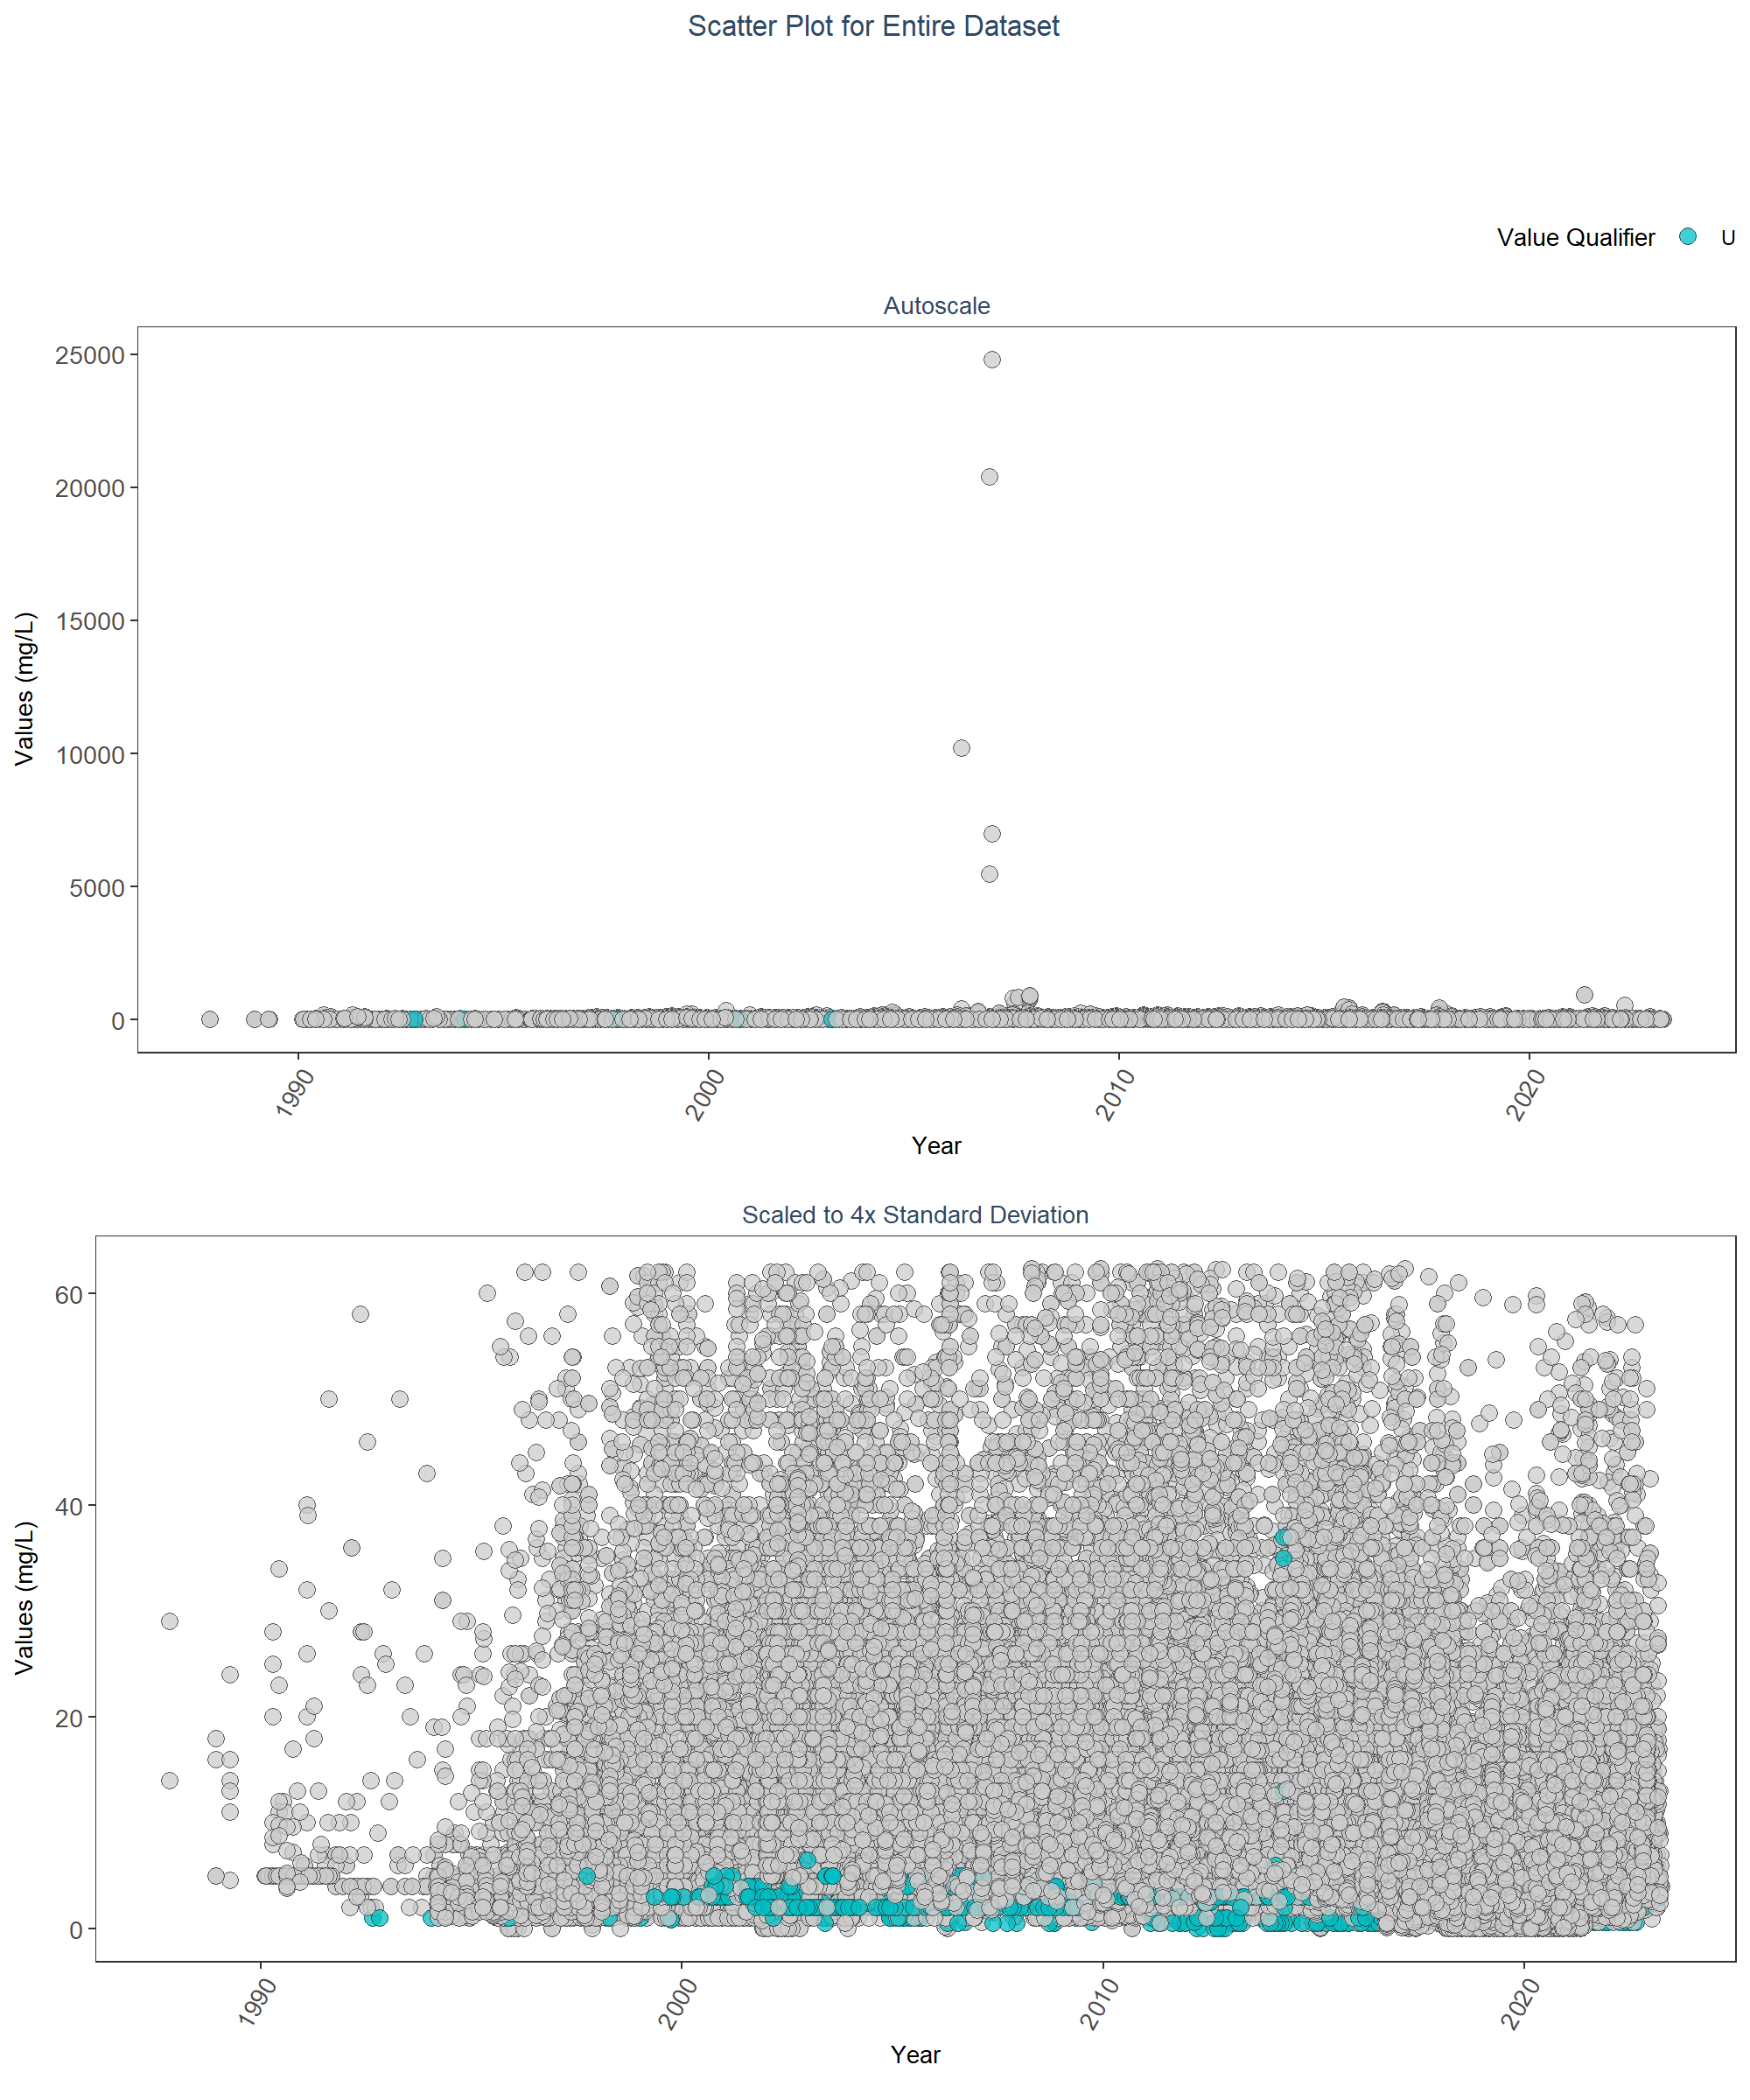 Scatter Plot for Entire Dataset
Value Qualifier U
Autoscale
25000
20000
15000
10000
5000
0
Values (mg/L)
1990 2000 2010 2020
Year
Scaled to 4x Standard Deviation
60
40
20
0
Values (mg/L)
1990 2000 2010 2020
Year